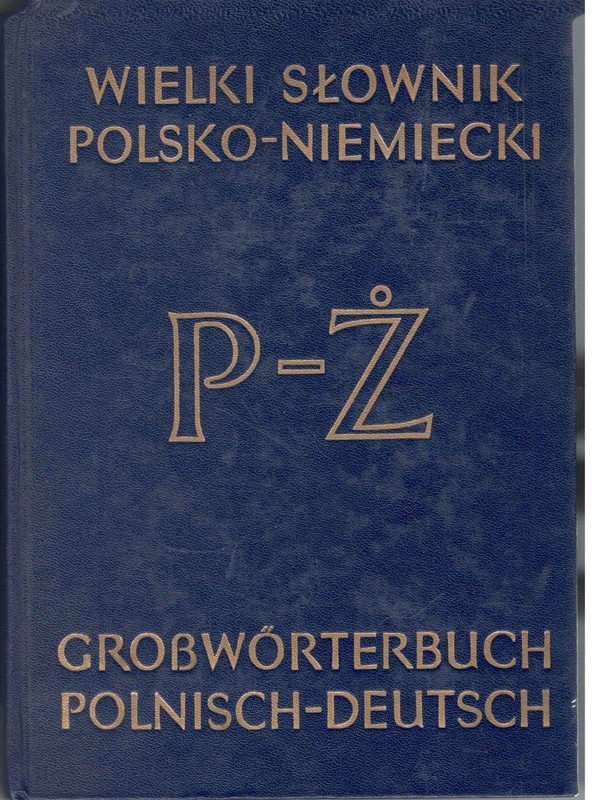 WIELKI SŁOWNIK
POLSKO-NIEMIECKI
P-Ż
GROßWÖRTERBUCH
POLNISCH-DEUTSCH